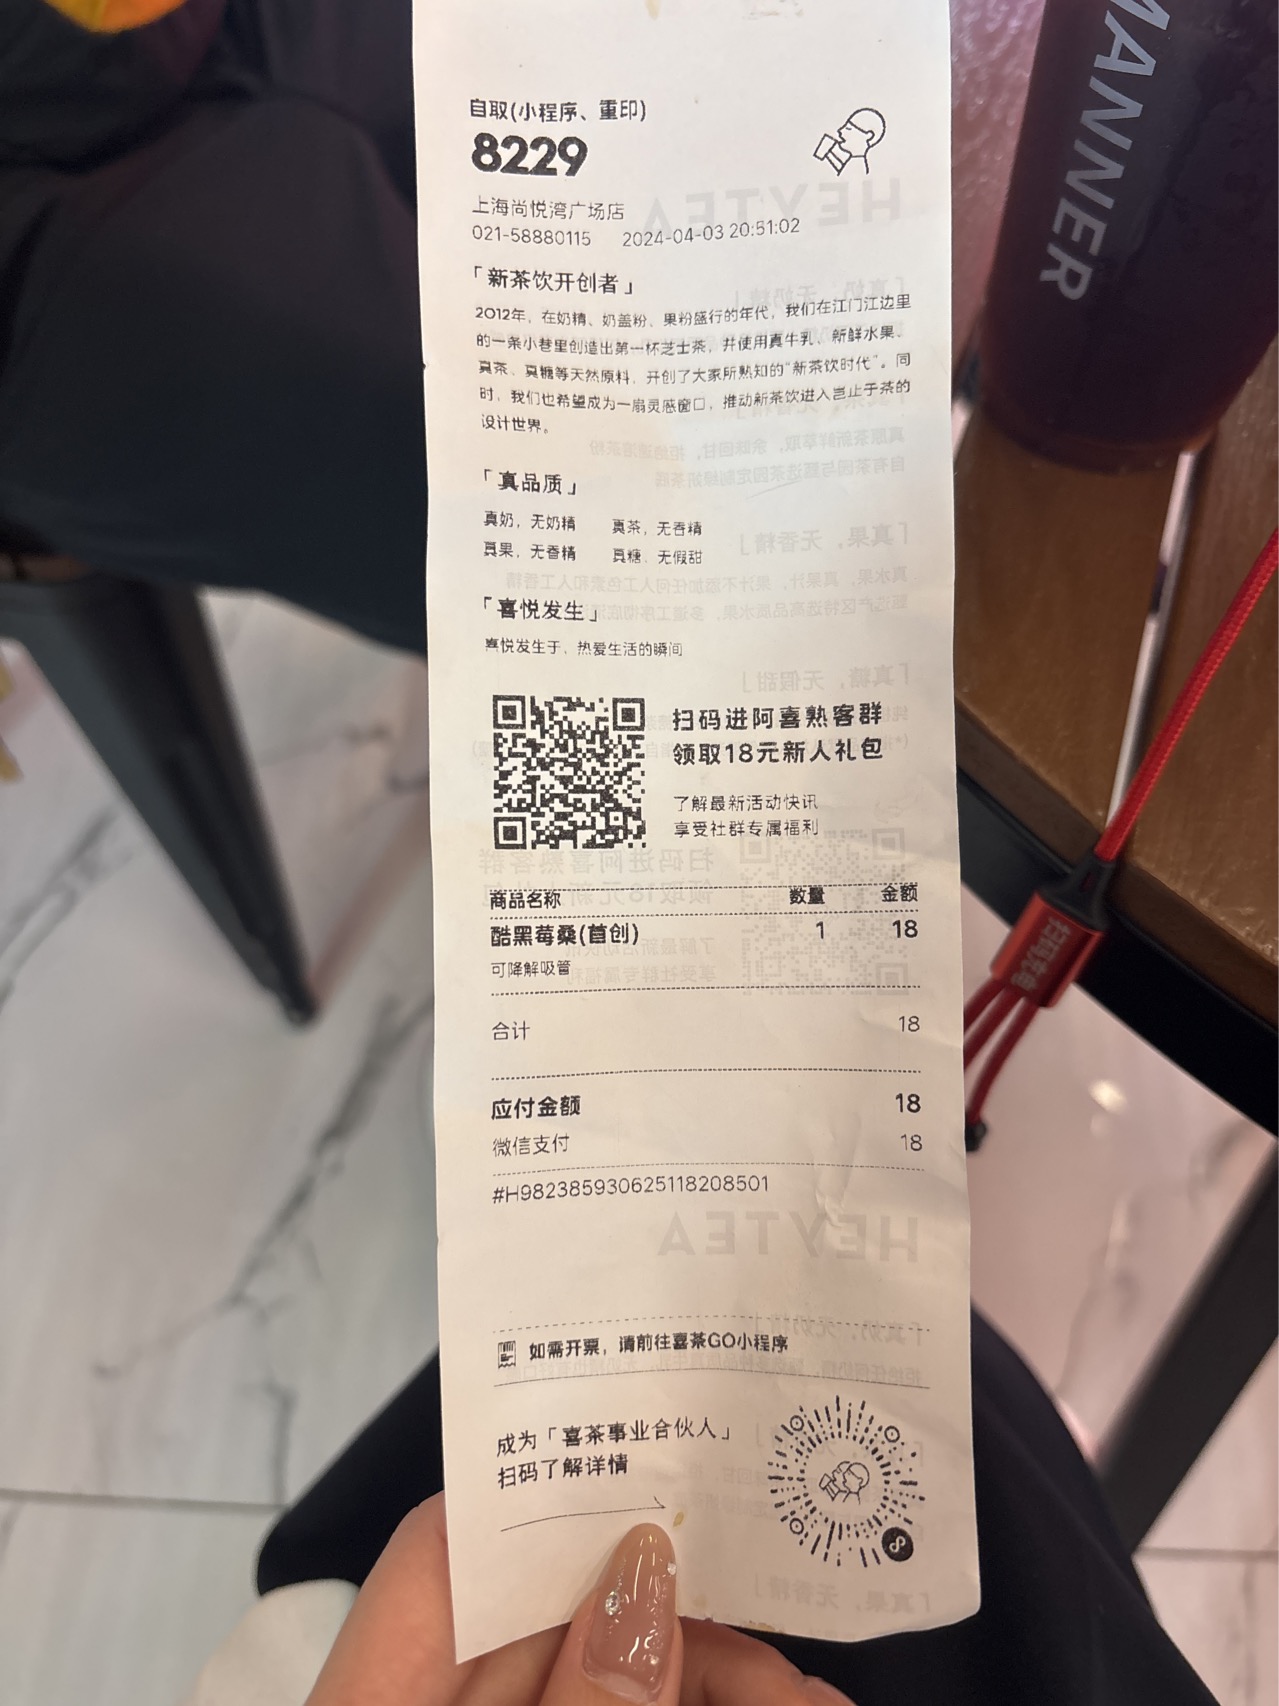 自取(小程序、重印)
8229
上海尚悦湾广场店
021-58880115 2024-04-03 20:51:02
「新茶饮开创者」
2012年，在奶精、奶盖粉、果粉盛行的年代，我们在江门江边里
的一条小巷里创造出第一杯芝士茶，并使用真牛乳、新鲜水果、
真茶、真糖等天然原料，开创了大家所熟知的“新茶饮时代”。同
时，我们也希望成为一扇灵感窗口，推动新茶饮进入岂止于茶的
设计世界。
「真品质」
真奶，无奶精 真茶，无香精
真果，无香精 真糖，无假甜
「喜悦发生」
喜悦发生于，热爱生活的瞬间
扫码进阿喜熟客群
领取18元新人礼包
了解最新活动快讯
享受社群专属福利
商品名称 数量 金额
酷黑莓桑(首创) 1 18
可降解吸管
合计 18
应付金额 18
微信支付 18
#H982385930625118208501
如需开票，请前往喜茶GO小程序
成为「喜茶事业合伙人」
扫码了解详情
MANNER
扫码充电
HEYTEA
HEYTEA